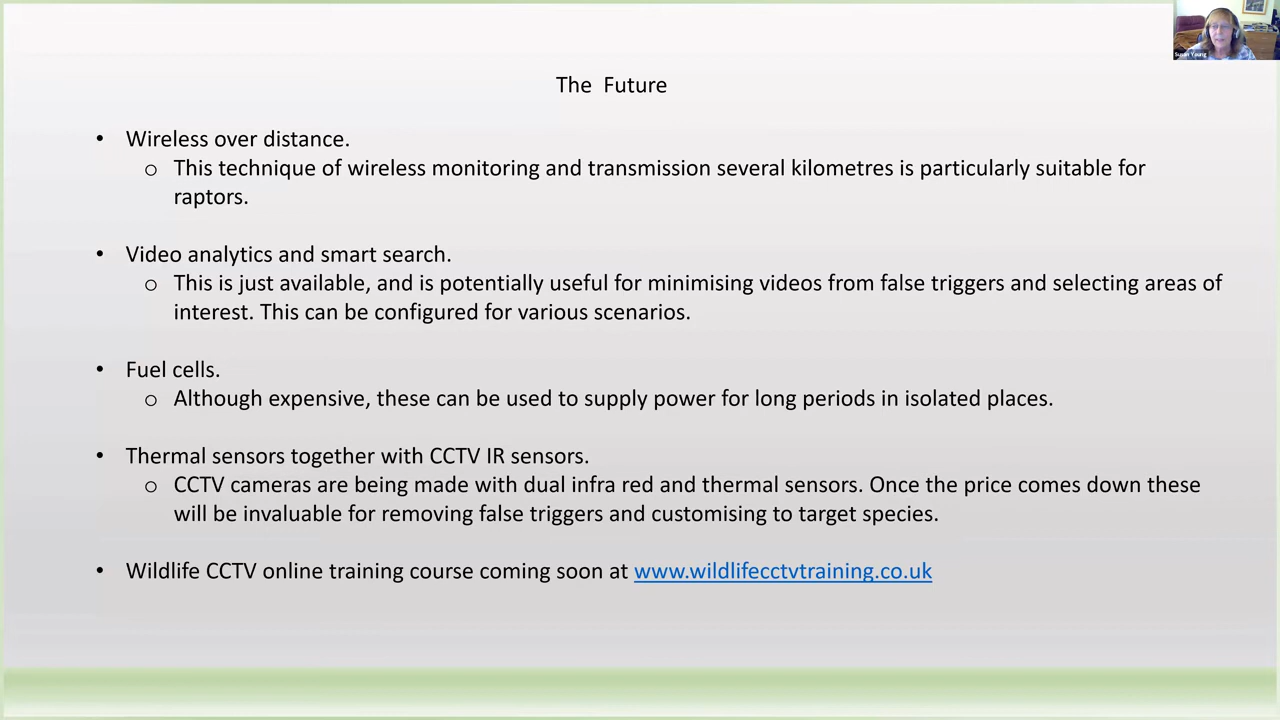 Susan Young
The Future
• Wireless over distance.
o This technique of wireless monitoring and transmission several kilometres is particularly suitable for
raptors.
• Video analytics and smart search.
o This is just available, and is potentially useful for minimising videos from false triggers and selecting areas of
interest. This can be configured for various scenarios.
• Fuel cells.
o Although expensive, these can be used to supply power for long periods in isolated places.
• Thermal sensors together with CCTV IR sensors.
o CCTV cameras are being made with dual infra red and thermal sensors. Once the price comes down these
will be invaluable for removing false triggers and customising to target species.
• Wildlife CCTV online training course coming soon at www.wildlifecctvtraining.co.uk